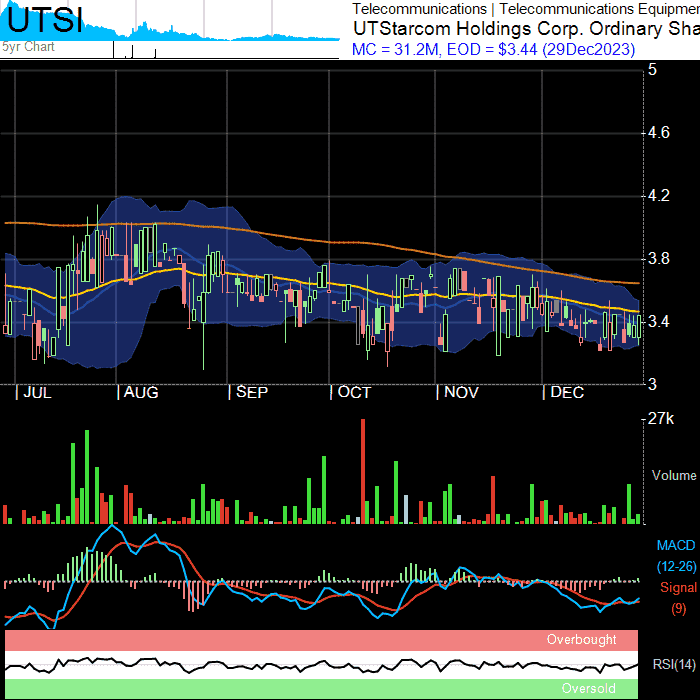 UTSI
5yr Chart
Telecommunications | Telecommunications Equipmen
UTStarcom Holdings Corp. Ordinary Sha
MC = 31.2M, EOD = $3.44 (29Dec2023)
5
4.6
4.2
3.8
3.4
3
| JUL | AUG | SEP | OCT | NOV | DEC
27k
Volume
MACD
(12-26)
Signal
(9)
Overbought
RSI(14)
Oversold